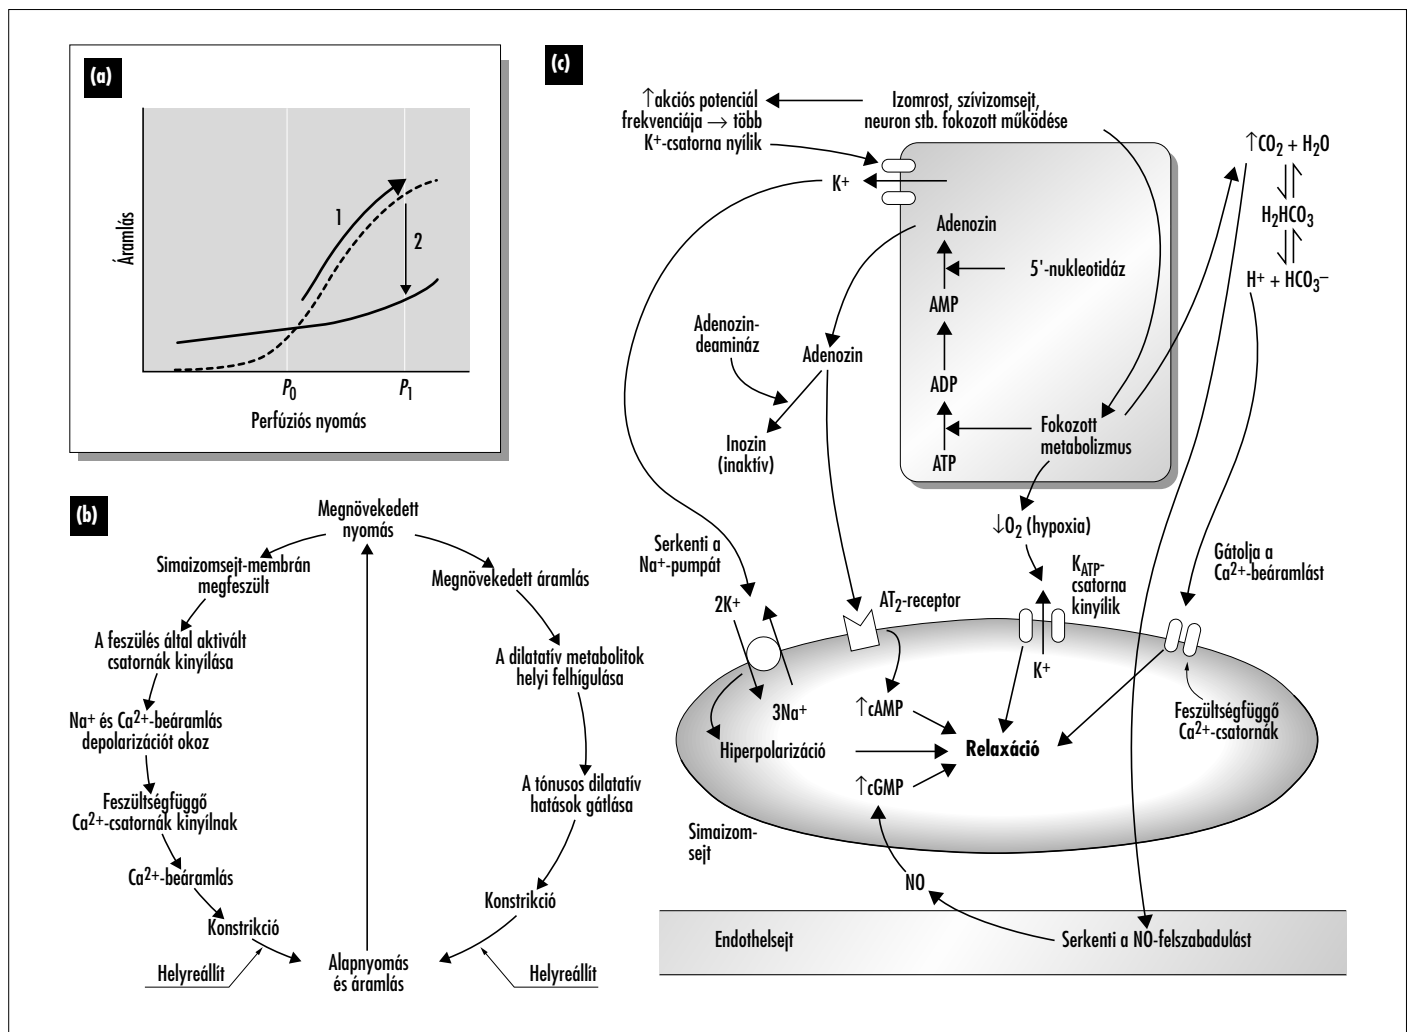 (a)
Áramlás
1
2
P0
P1
Perfúziós nyomás
(b)
Megnövekedett
nyomás
Simaizomsejt-membrán
megfeszült
A feszülés által aktivált
csatornák kinyílása
Na+ és Ca2+-beáramlás
depolarizációt okoz
Feszültségfüggő
Ca2+-csatornák kinyílnak
Ca2+-beáramlás
Konstrikció
Helyreállít
Megnövekedett áramlás
A dilatatív metabolitok
helyi felhígulása
A tónusos dilatatív
hatások gátlása
Konstrikció
Helyreállít
Alapnyomás
és áramlás
(c)
↑akciós potenciál
frekvenciája → több
K+-csatorna nyílik
Izomrost, szívizomsejt,
neuron stb. fokozott működése
↑CO2 + H2O
H2HCO3
H+ + HCO3–
K+
Adenozin
5'-nukleotidáz
AMP
ADP
ATP
Fokozott
metabolizmus
Adenozin-
deamináz
Adenozin
Inozin
(inaktív)
↓O2 (hypoxia)
Serkenti a
Na+-pumpát
2K+
AT2-receptor
KATP-
csatorna
kinyílik
Gátolja a
Ca2+-beáramlást
K+
3Na+
↑cAMP
Hiperpolarizáció
Relaxáció
↑cGMP
Feszültségfüggő
Ca2+-csatornák
Simaizom-
sejt
NO
Endothelsejt
Serkenti a NO-felszabadulást